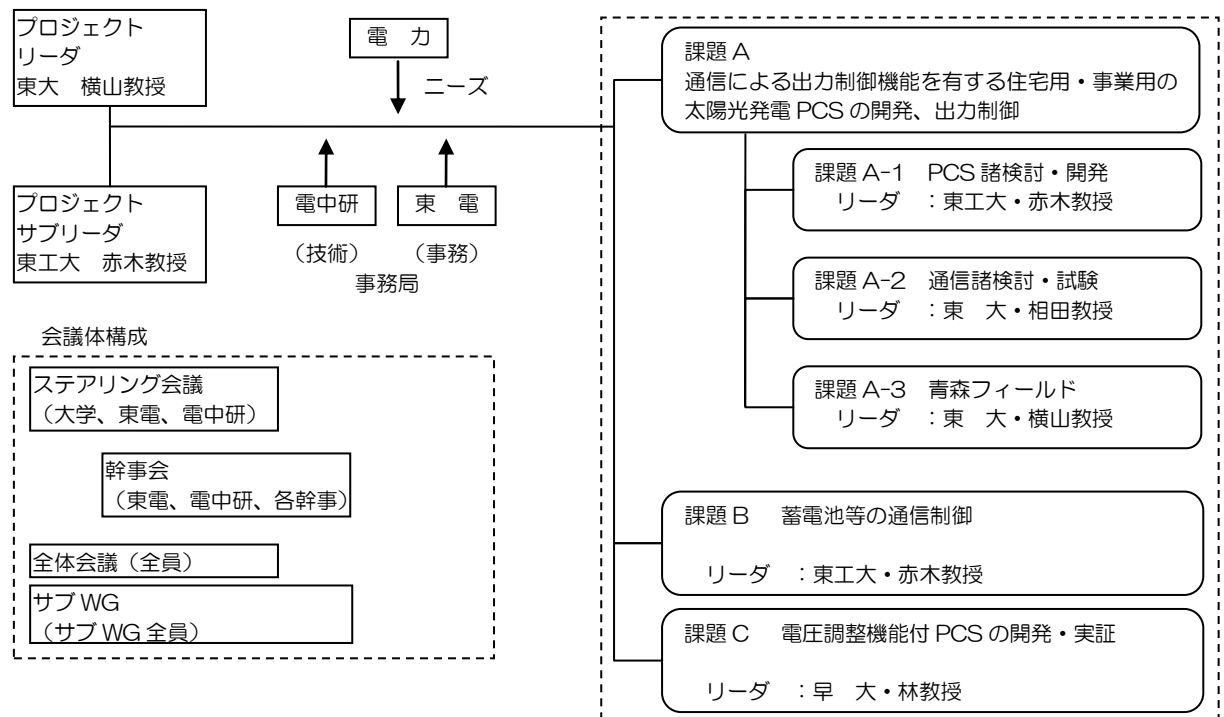 プロジェクト
リーダ
東大　横山教授
電　力
ニーズ
プロジェクト
サブリーダ
東工大　赤木教授
電中研
東　電
（技術）
（事務）
事務局
会議体構成
ステアリング会議
（大学、東電、電中研）
幹事会
（東電、電中研、各幹事）
全体会議（全員）
サブ WG
（サブ WG 全員）
課題 A
通信による出力制御機能を有する住宅用・事業用の
太陽光発電 PCS の開発、出力制御
課題 A-1　PCS 諸検討・開発
リーダ　：東工大・赤木教授
課題 A-2　通信諸検討・試験
リーダ　：東　大・相田教授
課題 A-3　青森フィールド
リーダ　：東　大・横山教授
課題 B　蓄電池等の通信制御
リーダ　：東工大・赤木教授
課題 C　電圧調整機能付 PCS の開発・実証
リーダ　：早　大・林教授